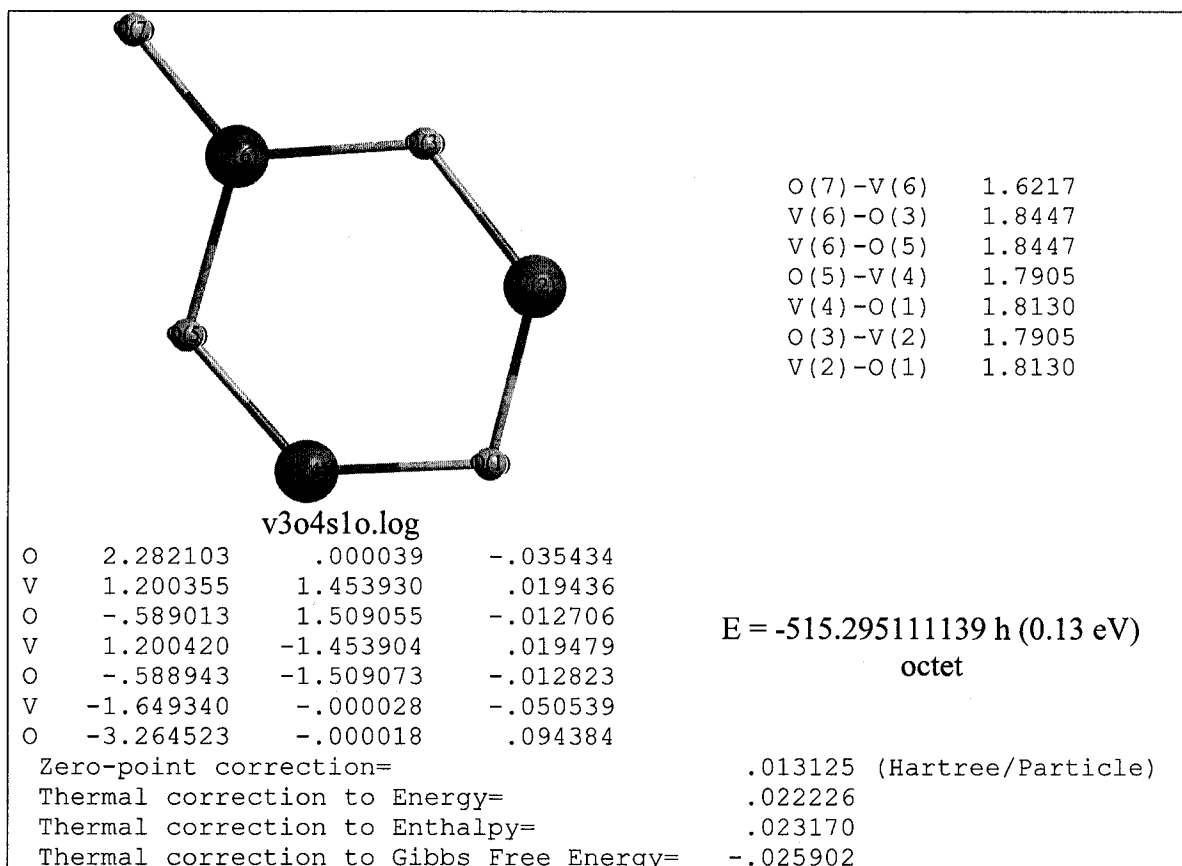 O(7)-V(6) 1.6217
V(6)-O(3) 1.8447
V(6)-O(5) 1.8447
O(5)-V(4) 1.7905
V(4)-O(1) 1.8130
O(3)-V(2) 1.7905
V(2)-O(1) 1.8130
v3o4s1o.log
O 2.282103 .000039 -.035434
V 1.200355 1.453930 .019436
O -.589013 1.509055 -.012706
V 1.200420 -1.453904 .019479
O -.588943 -1.509073 -.012823
V -1.649340 -.000028 -.050539
O -3.264523 -.000018 .094384
E = -515.295111139 h (0.13 eV)
octet
Zero-point correction= .013125 (Hartree/Particle)
Thermal correction to Energy= .022226
Thermal correction to Enthalpy= .023170
Thermal correction to Gibbs Free Energy= -.025902